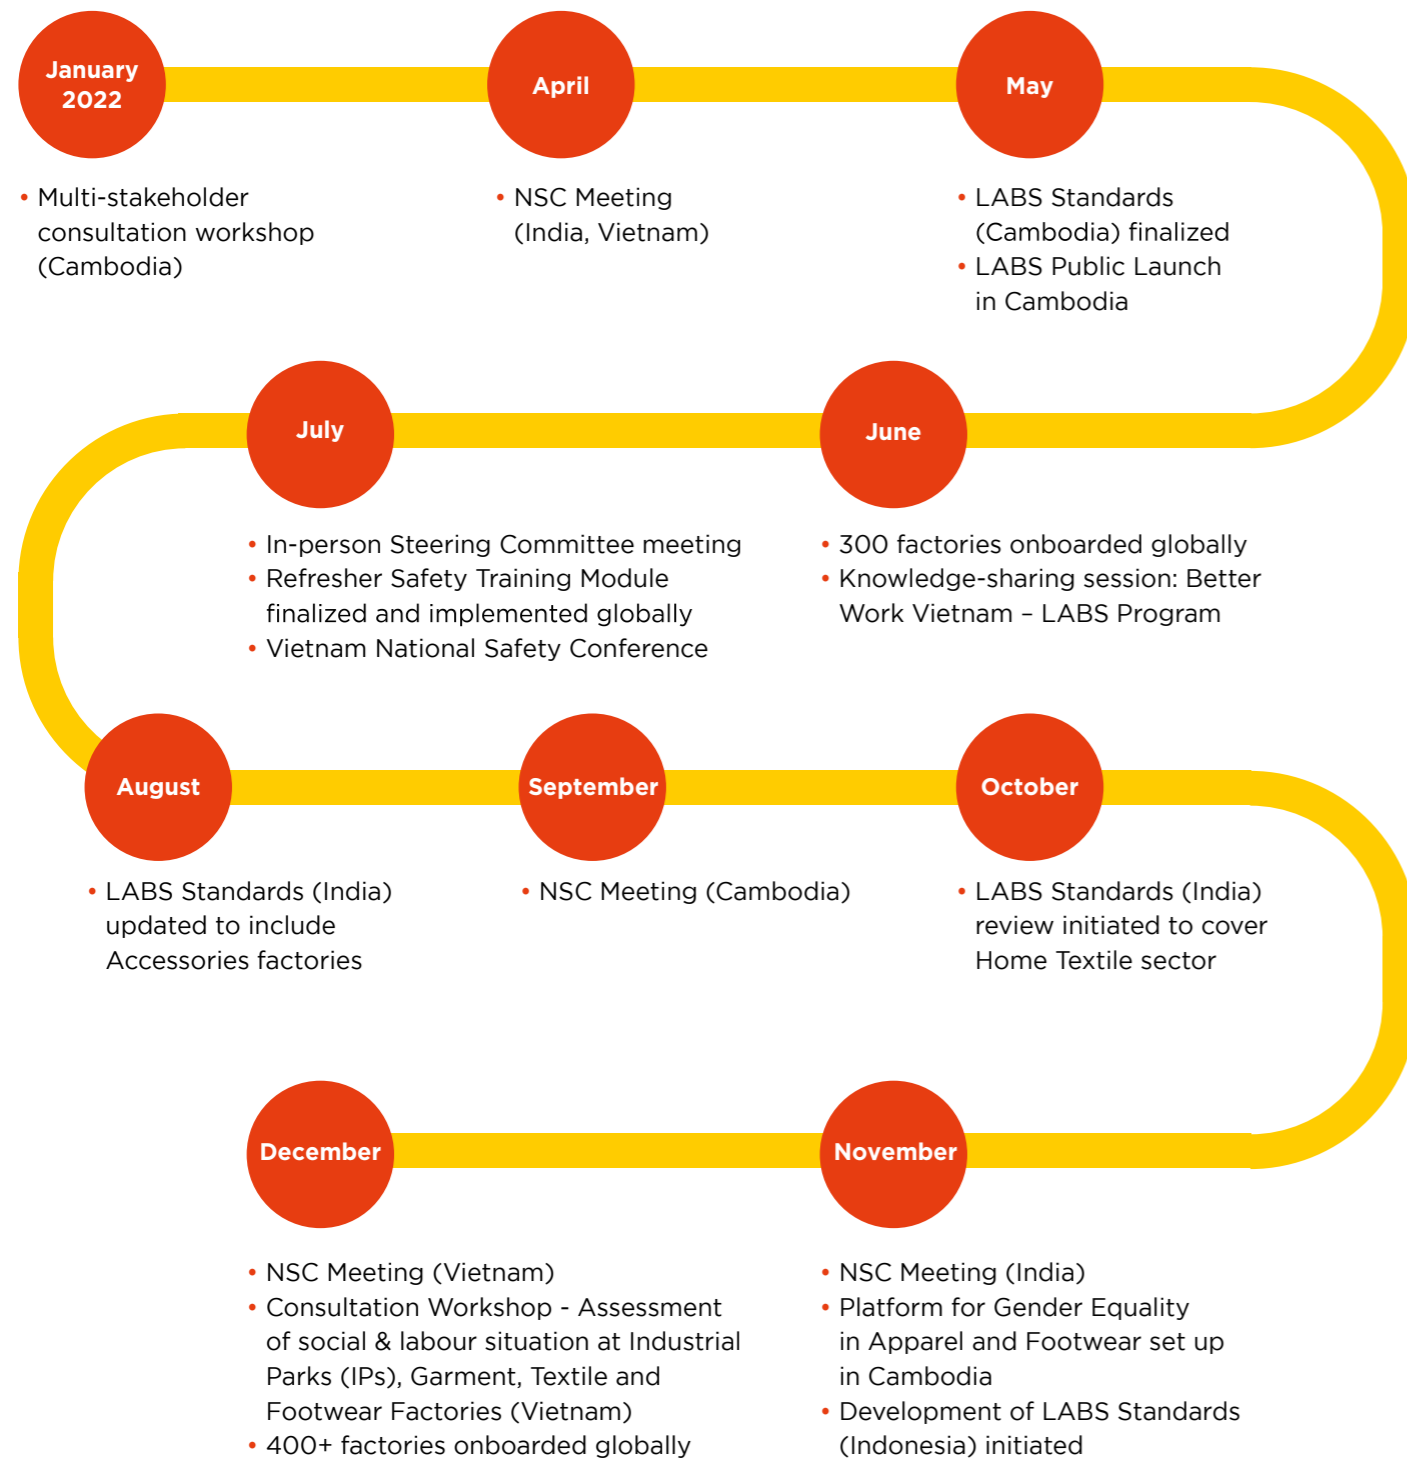 January
2022
• Multi-stakeholder
consultation workshop
(Cambodia)
April
• NSC Meeting
(India, Vietnam)
May
• LABS Standards
(Cambodia) finalized
• LABS Public Launch
in Cambodia
June
• 300 factories onboarded globally
• Knowledge-sharing session: Better
Work Vietnam – LABS Program
July
• In-person Steering Committee meeting
• Refresher Safety Training Module
finalized and implemented globally
• Vietnam National Safety Conference
August
• LABS Standards (India)
updated to include
Accessories factories
September
• NSC Meeting (Cambodia)
October
• LABS Standards (India)
review initiated to cover
Home Textile sector
November
• NSC Meeting (India)
• Platform for Gender Equality
in Apparel and Footwear set up
in Cambodia
• Development of LABS Standards
(Indonesia) initiated
December
• NSC Meeting (Vietnam)
• Consultation Workshop - Assessment
of social & labour situation at Industrial
Parks (IPs), Garment, Textile and
Footwear Factories (Vietnam)
• 400+ factories onboarded globally